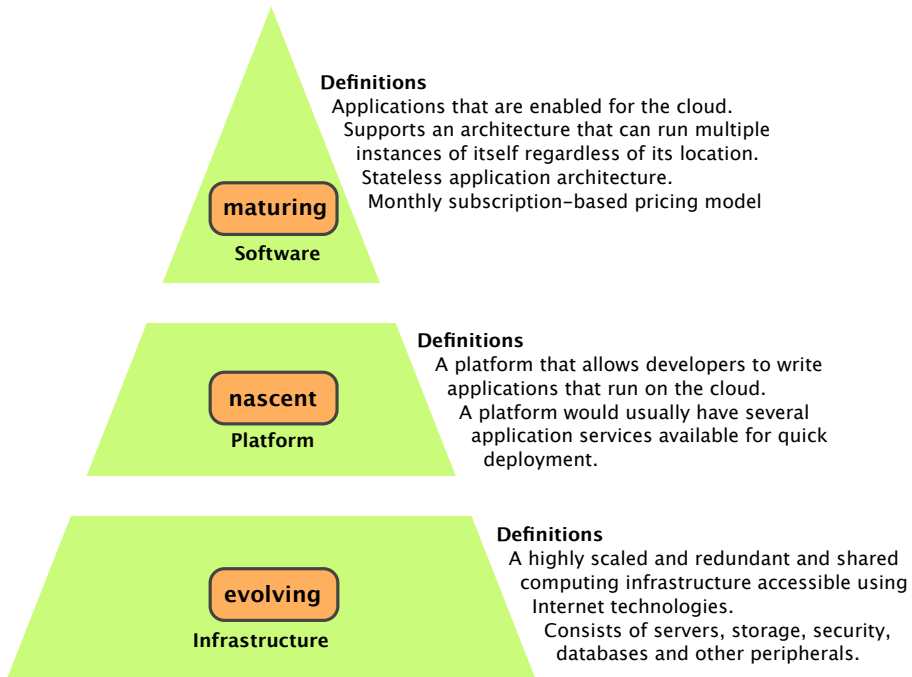 Definitions
Applications that are enabled for the cloud.
Supports an architecture that can run multiple
instances of itself regardless of its location.
Stateless application architecture.
Monthly subscription-based pricing model
maturing
Software
Definitions
A platform that allows developers to write
applications that run on the cloud.
A platform would usually have several
application services available for quick
deployment.
nascent
Platform
Definitions
A highly scaled and redundant and shared
computing infrastructure accessible using
Internet technologies.
Consists of servers, storage, security,
databases and other peripherals.
evolving
Infrastructure